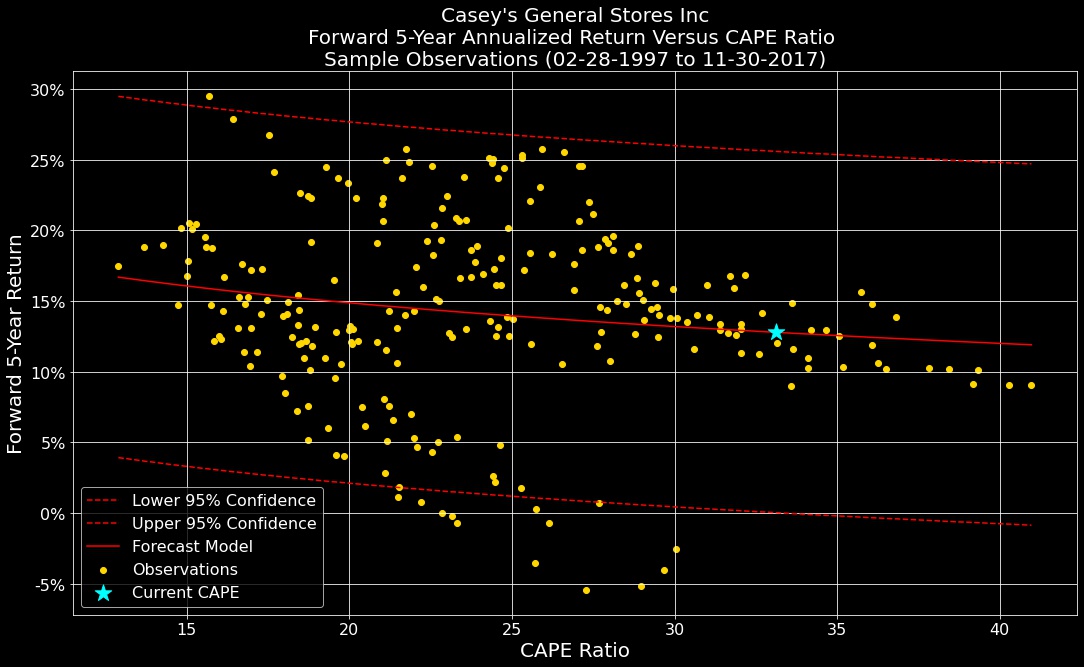 Casey's General Stores Inc
Forward 5-Year Annualized Return Versus CAPE Ratio
Sample Observations (02-28-1997 to 11-30-2017)
Forward 5-Year Return
30%
25%
20%
15%
10%
5%
0%
-5%
Lower 95% Confidence
Upper 95% Confidence
Forecast Model
Observations
Current CAPE
15
20
25
30
35
40
CAPE Ratio